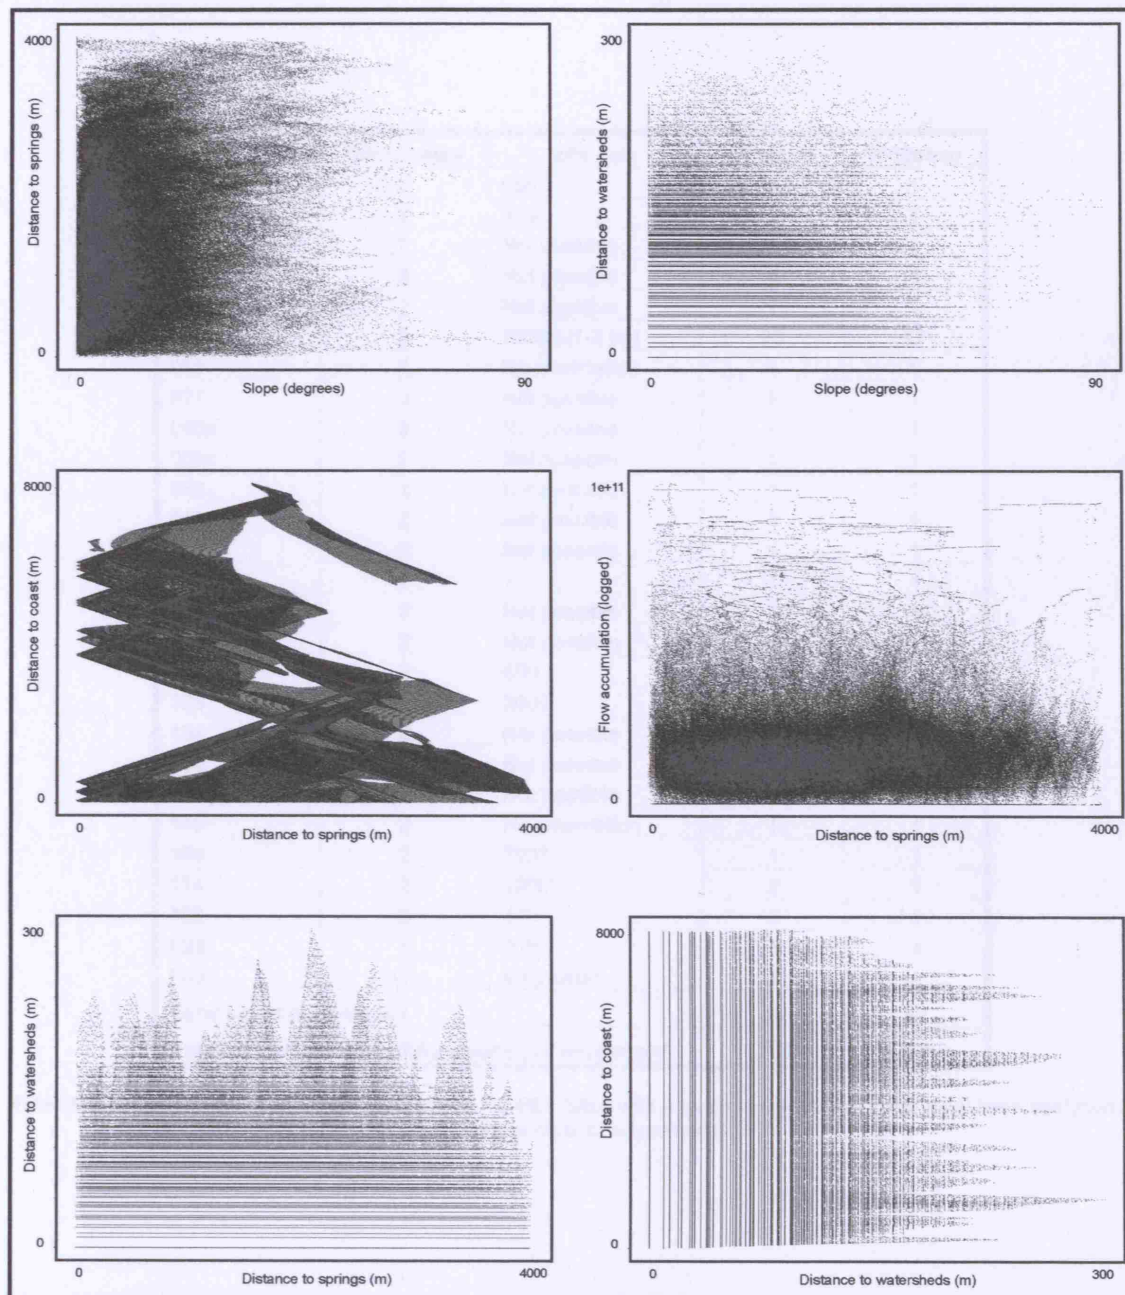 4000
Distance to springs (m)
0
0
90
Slope (degrees)
300
Distance to watersheds (m)
0
0
90
Slope (degrees)
8000
Distance to coast (m)
0
0
4000
Distance to springs (m)
1e+11
Flow accumulation (logged)
0
0
4000
Distance to springs (m)
300
Distance to watersheds (m)
0
0
4000
Distance to springs (m)
8000
Distance to coast (m)
0
0
300
Distance to watersheds (m)